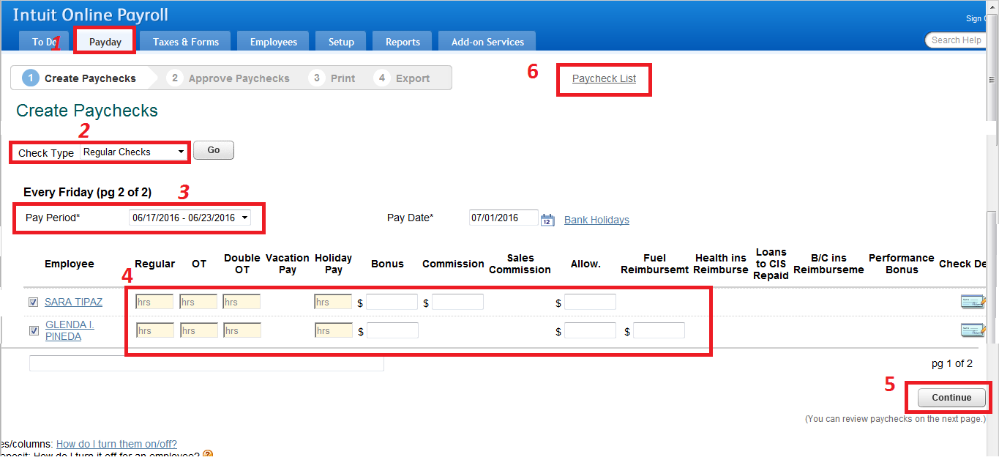 Intuit Online Payroll
Sign
To Do 1 Payday Taxes & Forms Employees Setup Reports Add-on Services Search Help
1 Create Paychecks 2 Approve Paychecks 3 Print 4 Export 6 Paycheck List
Create Paychecks
2
Check Type Regular Checks Go
Every Friday (pg 2 of 2) 3
Pay Period* 06/17/2016 - 06/23/2016 Pay Date* 07/01/2016 12 Bank Holidays
Employee Regular OT Double OT Vacation Pay Holiday Pay Bonus Commission Sales Commission Allow. Fuel Reimbursemt Health ins Reimburse Loans to CIS Repaid B/C ins Reimburseme Performance Bonus Check De
4
SARA TIPAZ hrs hrs hrs hrs $ $ $
GLENDA I. PINEDA hrs hrs hrs hrs $ $ $
pg 1 of 2
5 Continue
(You can review paychecks on the next page.)
es/columns: How do I turn them on/off?
eposit: How do I turn it off for an employee? ?